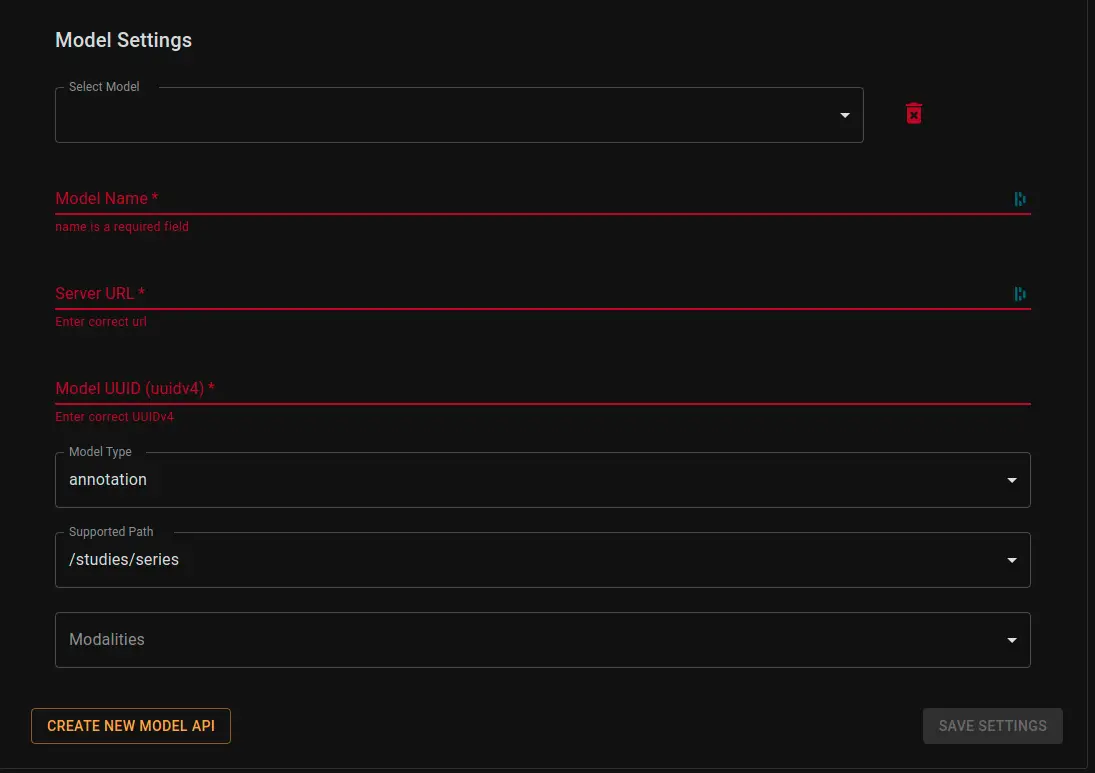 Model Settings
Select Model
Model Name *
name is a required field
Server URL *
Enter correct url
Model UUID (uuidv4) *
Enter correct UUIDv4
Model Type
annotation
Supported Path
/studies/series
Modalities
CREATE NEW MODEL API
SAVE SETTINGS